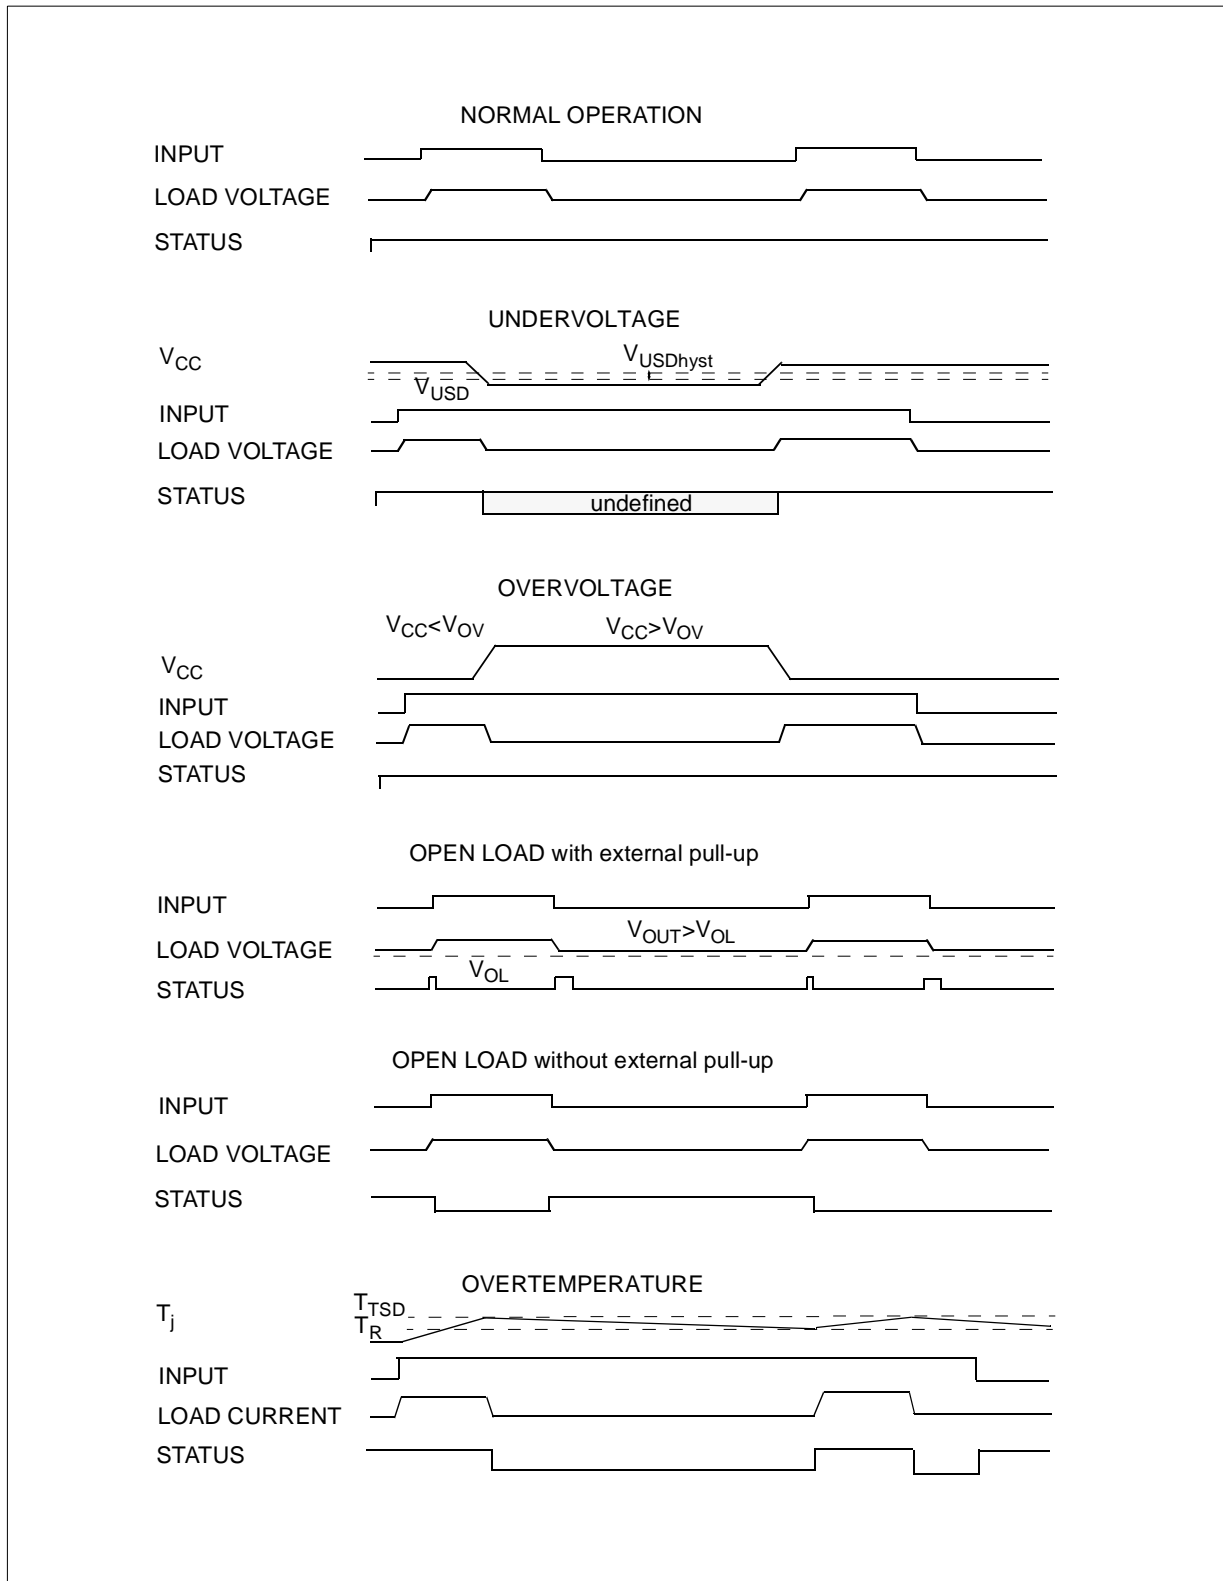 NORMAL OPERATION
INPUT
LOAD VOLTAGE
STATUS
UNDERVOLTAGE
VCC
VUSDhyst
VUSD
INPUT
LOAD VOLTAGE
STATUS
undefined
OVERVOLTAGE
VCC<VOV
VCC>VOV
VCC
INPUT
LOAD VOLTAGE
STATUS
OPEN LOAD with external pull-up
INPUT
VOUT>VOL
LOAD VOLTAGE
VOL
STATUS
OPEN LOAD without external pull-up
INPUT
LOAD VOLTAGE
STATUS
OVERTEMPERATURE
Tj
TTSD
TR
INPUT
LOAD CURRENT
STATUS